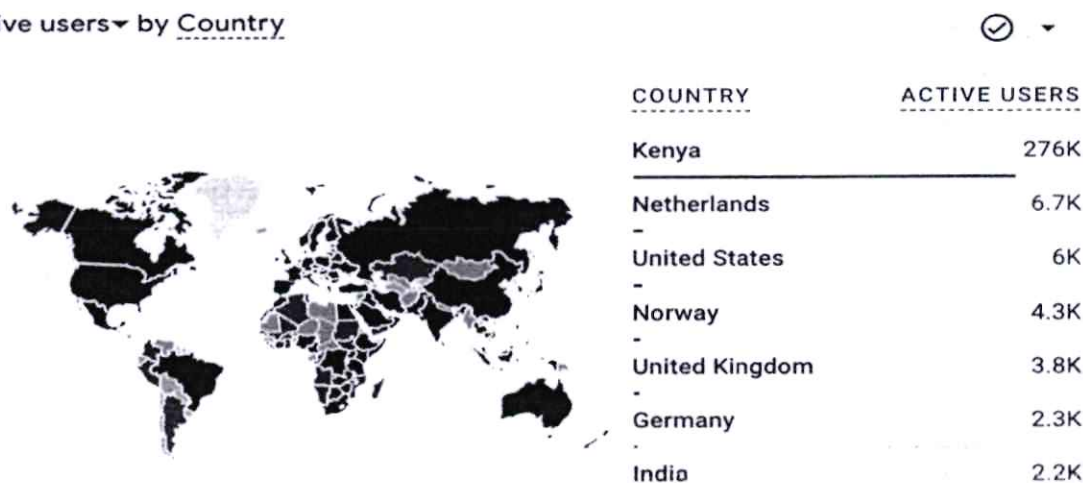 ive users by Country
COUNTRY ACTIVE USERS
Kenya 276K
Netherlands 6.7K
United States 6K
Norway 4.3K
United Kingdom 3.8K
Germany 2.3K
India 2.2K